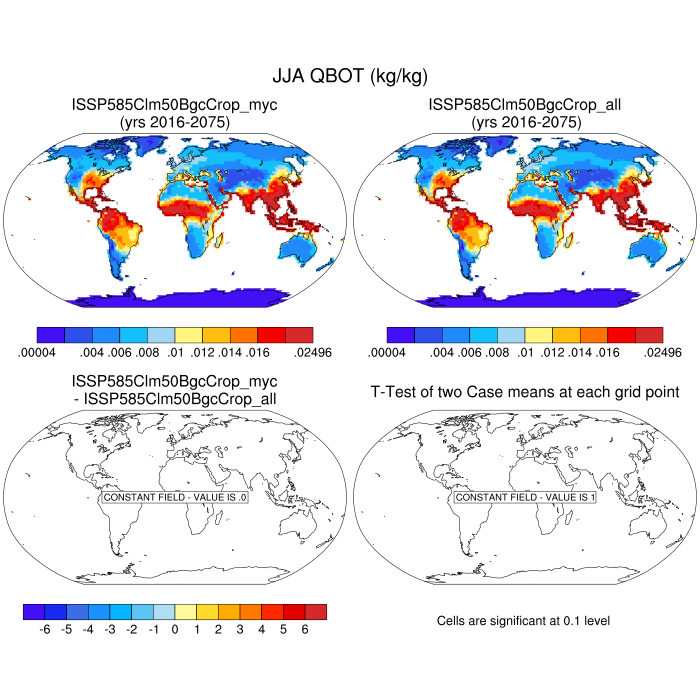 JJA QBOT (kg/kg)
ISSP585Clm50BgcCrop_myc
(yrs 2016-2075)
ISSP585Clm50BgcCrop_all
(yrs 2016-2075)
.00004 .004 .006 .008 .01 .012 .014 .016 .02496
.00004 .004 .006 .008 .01 .012 .014 .016 .02496
ISSP585Clm50BgcCrop_myc
- ISSP585Clm50BgcCrop_all
T-Test of two Case means at each grid point
CONSTANT FIELD - VALUE IS .0
CONSTANT FIELD - VALUE IS 1
-6 -5 -4 -3 -2 -1 0 1 2 3 4 5 6
Cells are significant at 0.1 level